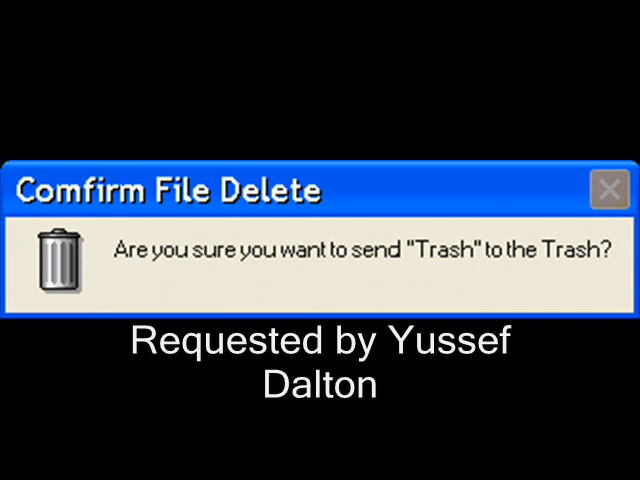 Comfirm File Delete
Are you sure you want to send "Trash" to the Trash?
Requested by Yussef
Dalton